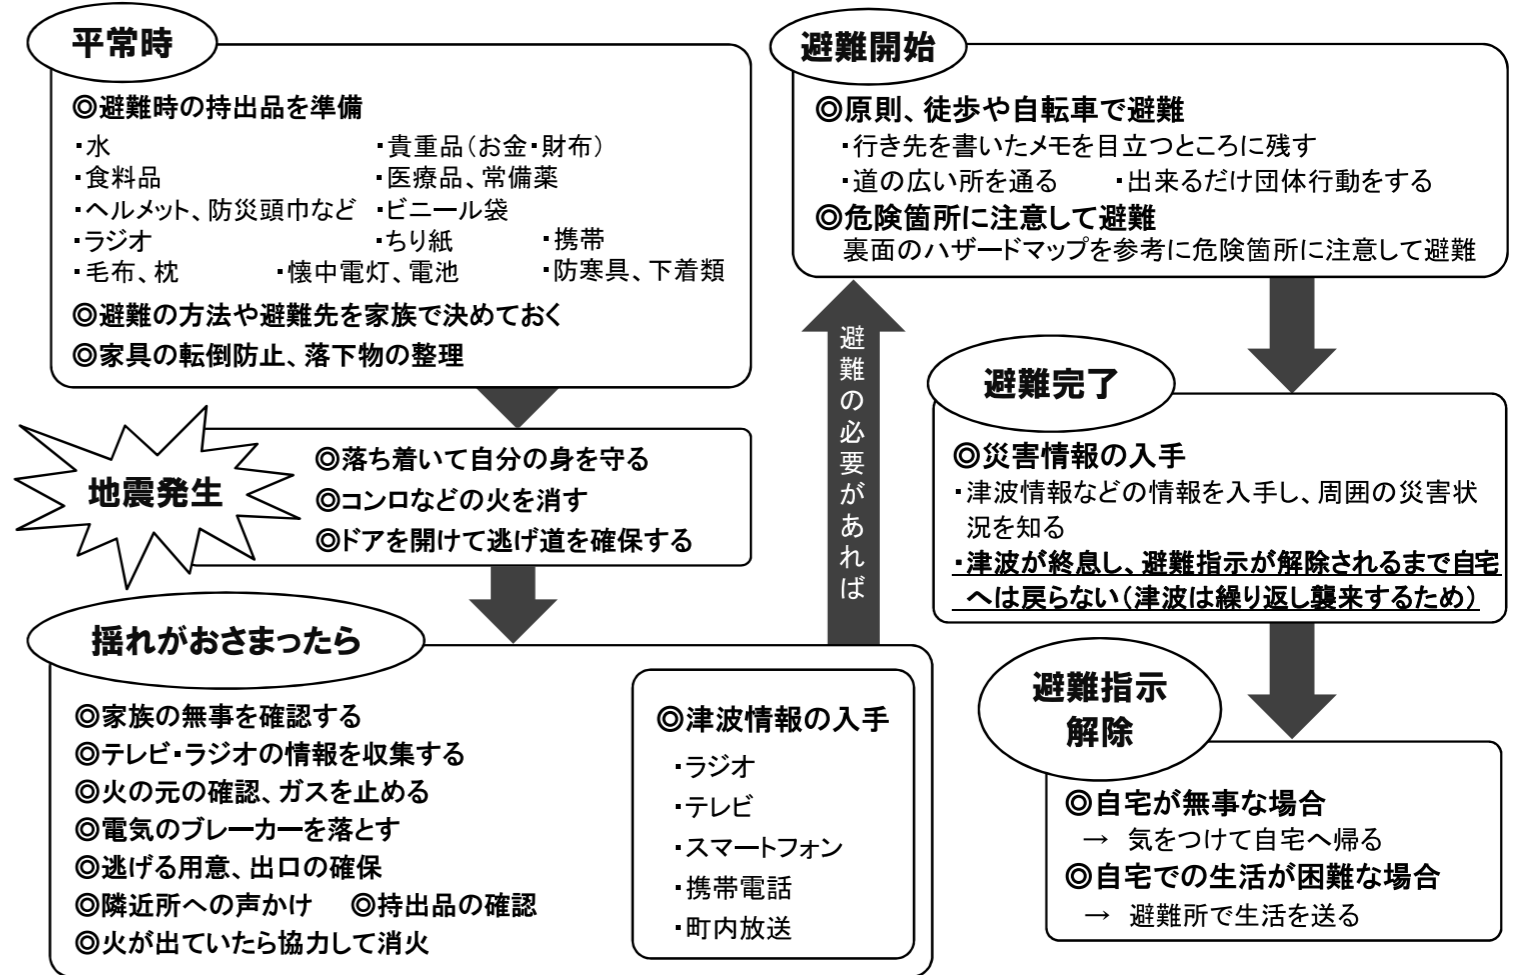 平常時
◎避難時の持出品を準備
・水 ・貴重品(お金・財布)
・食料品 ・医療品、常備薬
・ヘルメット、防災頭巾など ・ビニール袋
・ラジオ ・ちり紙 ・携帯
・毛布、枕 ・懐中電灯、電池 ・防寒具、下着類
◎避難の方法や避難先を家族で決めておく
◎家具の転倒防止、落下物の整理
地震発生
◎落ち着いて自分の身を守る
◎コンロなどの火を消す
◎ドアを開けて逃げ道を確保する
揺れがおさまったら
◎家族の無事を確認する
◎テレビ・ラジオの情報を収集する
◎火の元の確認、ガスを止める
◎電気のブレーカーを落とす
◎逃げる用意、出口の確保
◎隣近所への声かけ ◎持出品の確認
◎火が出ていたら協力して消火
◎津波情報の入手
・ラジオ
・テレビ
・スマートフォン
・携帯電話
・町内放送
避難の必要があれば
避難開始
◎原則、徒歩や自転車で避難
・行き先を書いたメモを目立つところに残す
・道の広い所を通る ・出来るだけ団体行動をする
◎危険箇所に注意して避難
裏面のハザードマップを参考に危険箇所に注意して避難
避難完了
◎災害情報の入手
・津波情報などの情報を入手し、周囲の災害状
況を知る
・津波が終息し、避難指示が解除されるまで自宅
へは戻らない(津波は繰り返し襲来するため)
避難指示
解除
◎自宅が無事な場合
→ 気をつけて自宅へ帰る
◎自宅での生活が困難な場合
→ 避難所で生活を送る